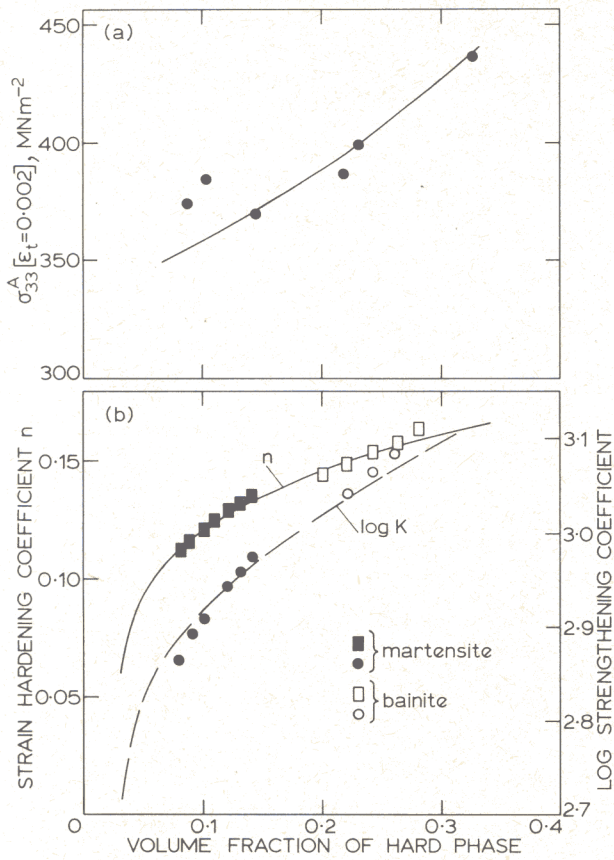 (a)
450
400
350
300
σ₃₃ᴬ [εₜ=0·002], MNm⁻²
(b)
STRAIN HARDENING COEFFICIENT n
0·15
0·10
0·05
0
n
log K
martensite
bainite
3·1
3·0
2·9
2·8
2·7
LOG STRENGTHENING COEFFICIENT
0 0·1 0·2 0·3 0·4
VOLUME FRACTION OF HARD PHASE